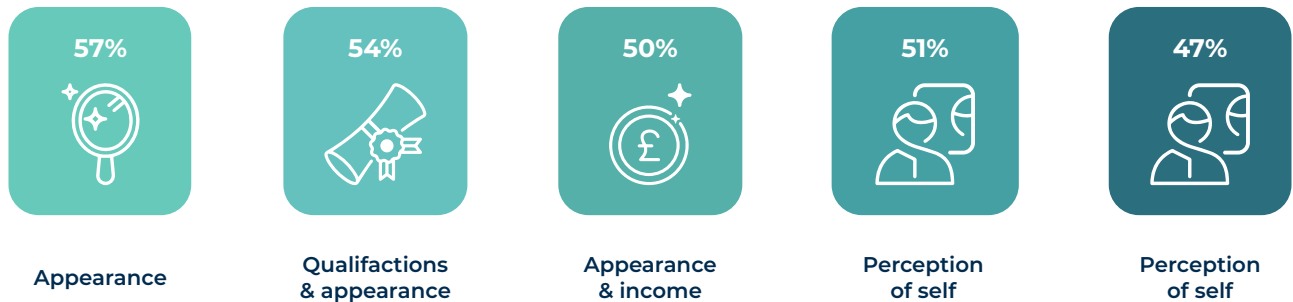 57%
54%
50%
£
51%
47%
Appearance
Qualifactions
& appearance
Appearance
& income
Perception
of self
Perception
of self